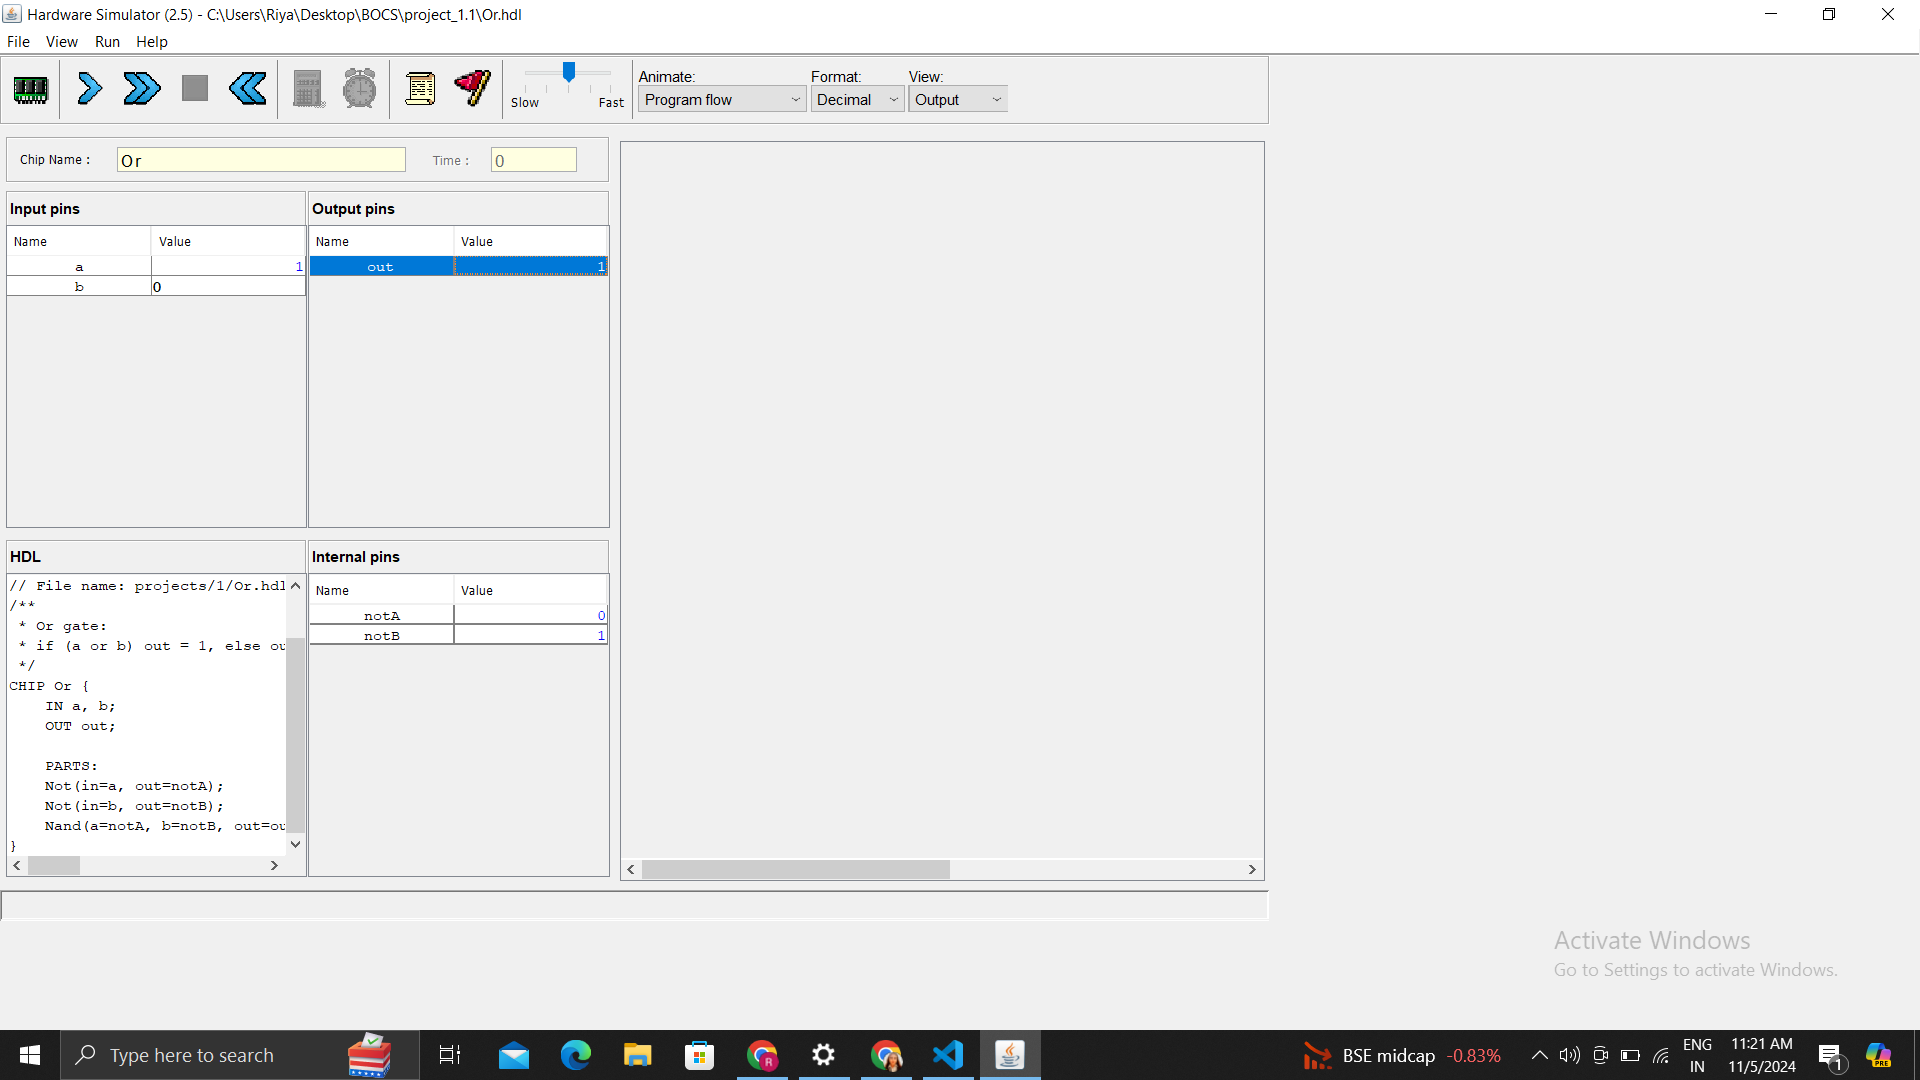 Hardware Simulator (2.5) - C:\Users\Riya\Desktop\BOCS\project_1.1\Or.hdl
File View Run Help
Slow Fast
Animate: Format: View:
Program flow Decimal Output
Chip Name : Or Time : 0
Input pins
Name Value
a 1
b 0
Output pins
Name Value
out 1
HDL
// File name: projects/1/Or.hdl
/**
 * Or gate:
 * if (a or b) out = 1, else ou
 */
CHIP Or {
    IN a, b;
    OUT out;
    PARTS:
    Not(in=a, out=notA);
    Not(in=b, out=notB);
    Nand(a=notA, b=notB, out=ou
}
Internal pins
Name Value
notA 0
notB 1
Activate Windows
Go to Settings to activate Windows.
Type here to search
R
BSE midcap -0.83%
ENG
IN
11:21 AM
11/5/2024
1
PRE